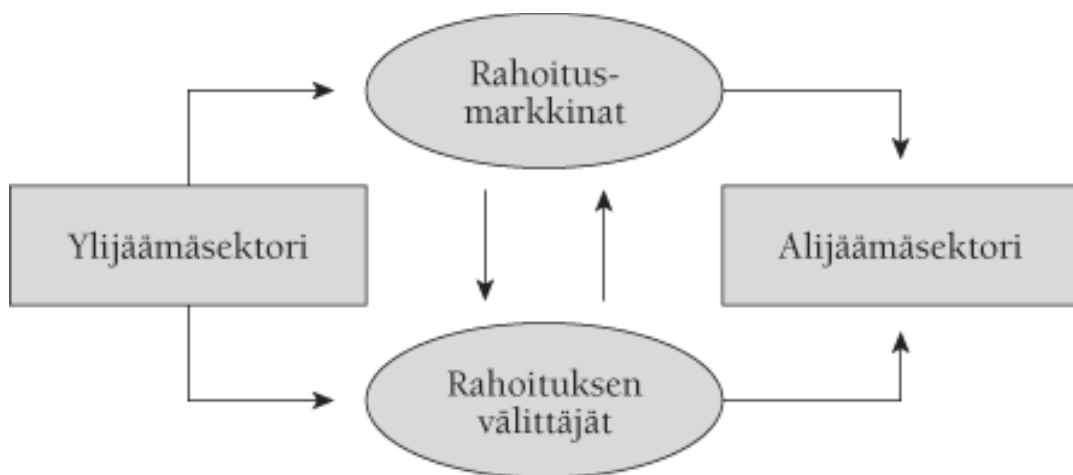 Rahoitus-
markkinat
Ylijäämäsektori
Alijäämäsektori
Rahoituksen
välittäjät